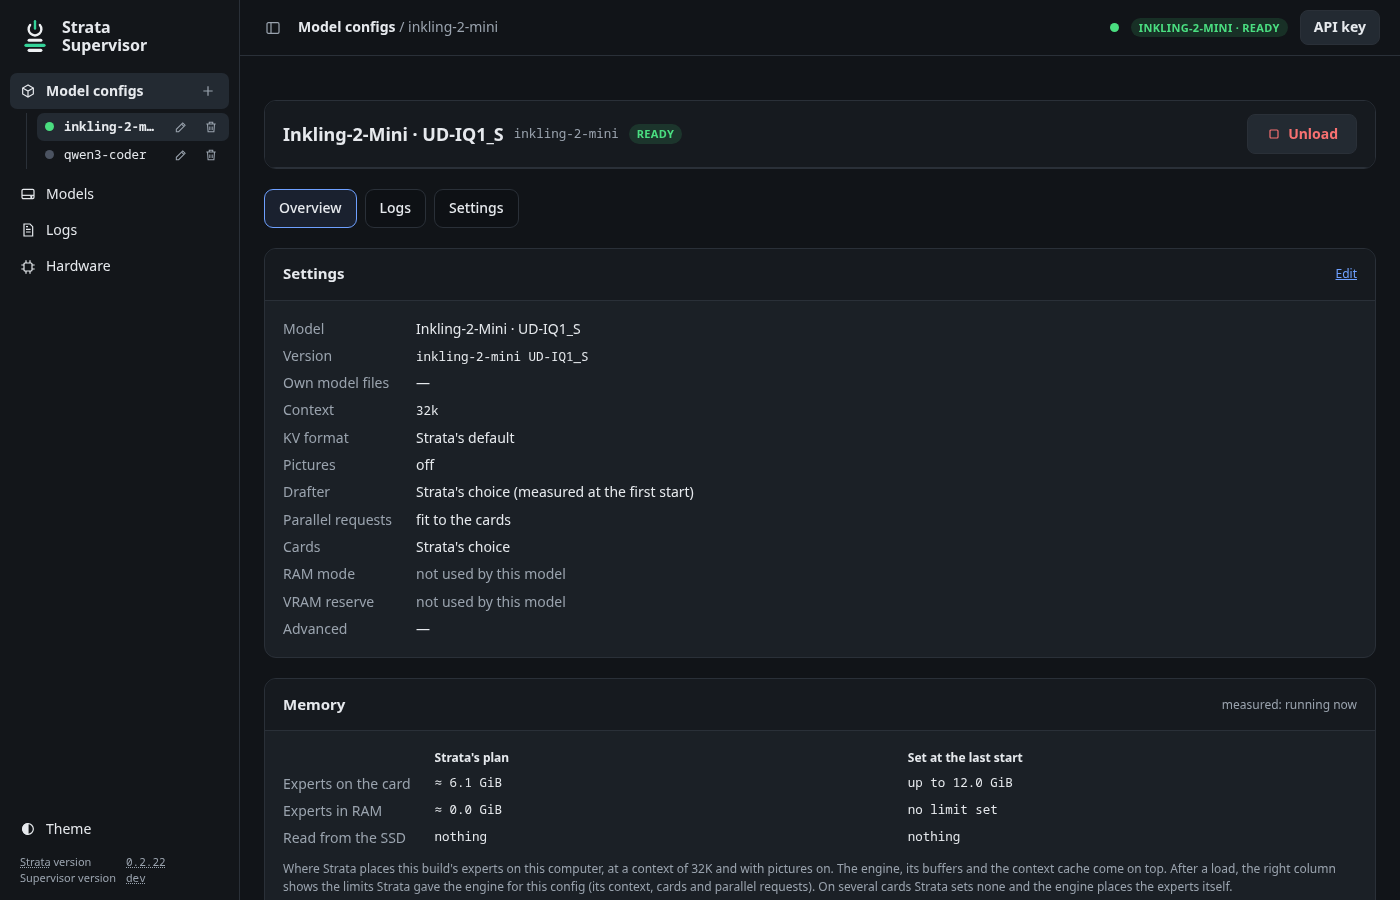 Strata
Supervisor
Model configs
inkling-2-m…
qwen3-coder
Models
Logs
Hardware
Theme
Strata version 0.2.22
Supervisor version dev
Model configs / inkling-2-mini
INKLING-2-MINI · READY
API key
Inkling-2-Mini · UD-IQ1_S inkling-2-mini READY
Unload
Overview Logs Settings
Settings Edit
Model Inkling-2-Mini · UD-IQ1_S
Version inkling-2-mini UD-IQ1_S
Own model files —
Context 32k
KV format Strata's default
Pictures off
Drafter Strata's choice (measured at the first start)
Parallel requests fit to the cards
Cards Strata's choice
RAM mode not used by this model
VRAM reserve not used by this model
Advanced —
Memory measured: running now
Strata's plan Set at the last start
Experts on the card ≈ 6.1 GiB up to 12.0 GiB
Experts in RAM ≈ 0.0 GiB no limit set
Read from the SSD nothing nothing
Where Strata places this build's experts on this computer, at a context of 32K and with pictures on. The engine, its buffers and the context cache come on top. After a load, the right column
shows the limits Strata gave the engine for this config (its context, cards and parallel requests). On several cards Strata sets none and the engine places the experts itself.